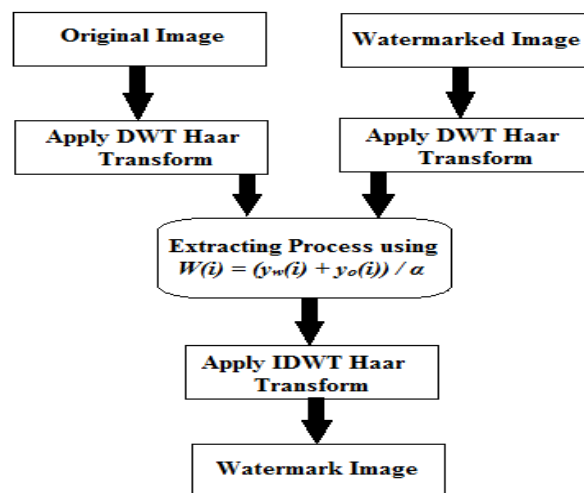 Original Image
Watermarked Image
Apply DWT Haar
Transform
Apply DWT Haar
Transform
Extracting Process using
W(i) = (yw(i) + yo(i)) / α
Apply IDWT Haar
Transform
Watermark Image